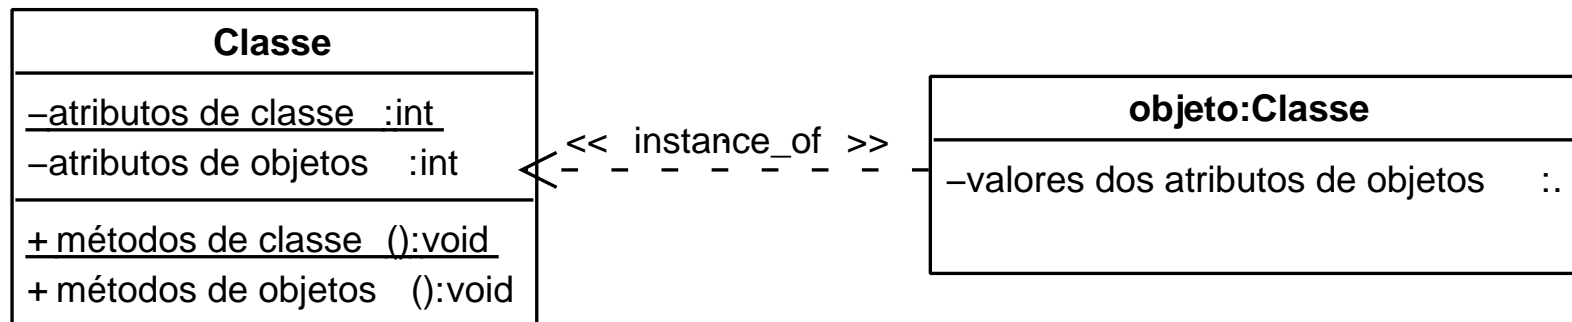 Classe
–atributos de classe :int
–atributos de objetos :int
+ métodos de classe ():void
+ métodos de objetos ():void
<< instance_of >>
objeto:Classe
–valores dos atributos de objetos :.